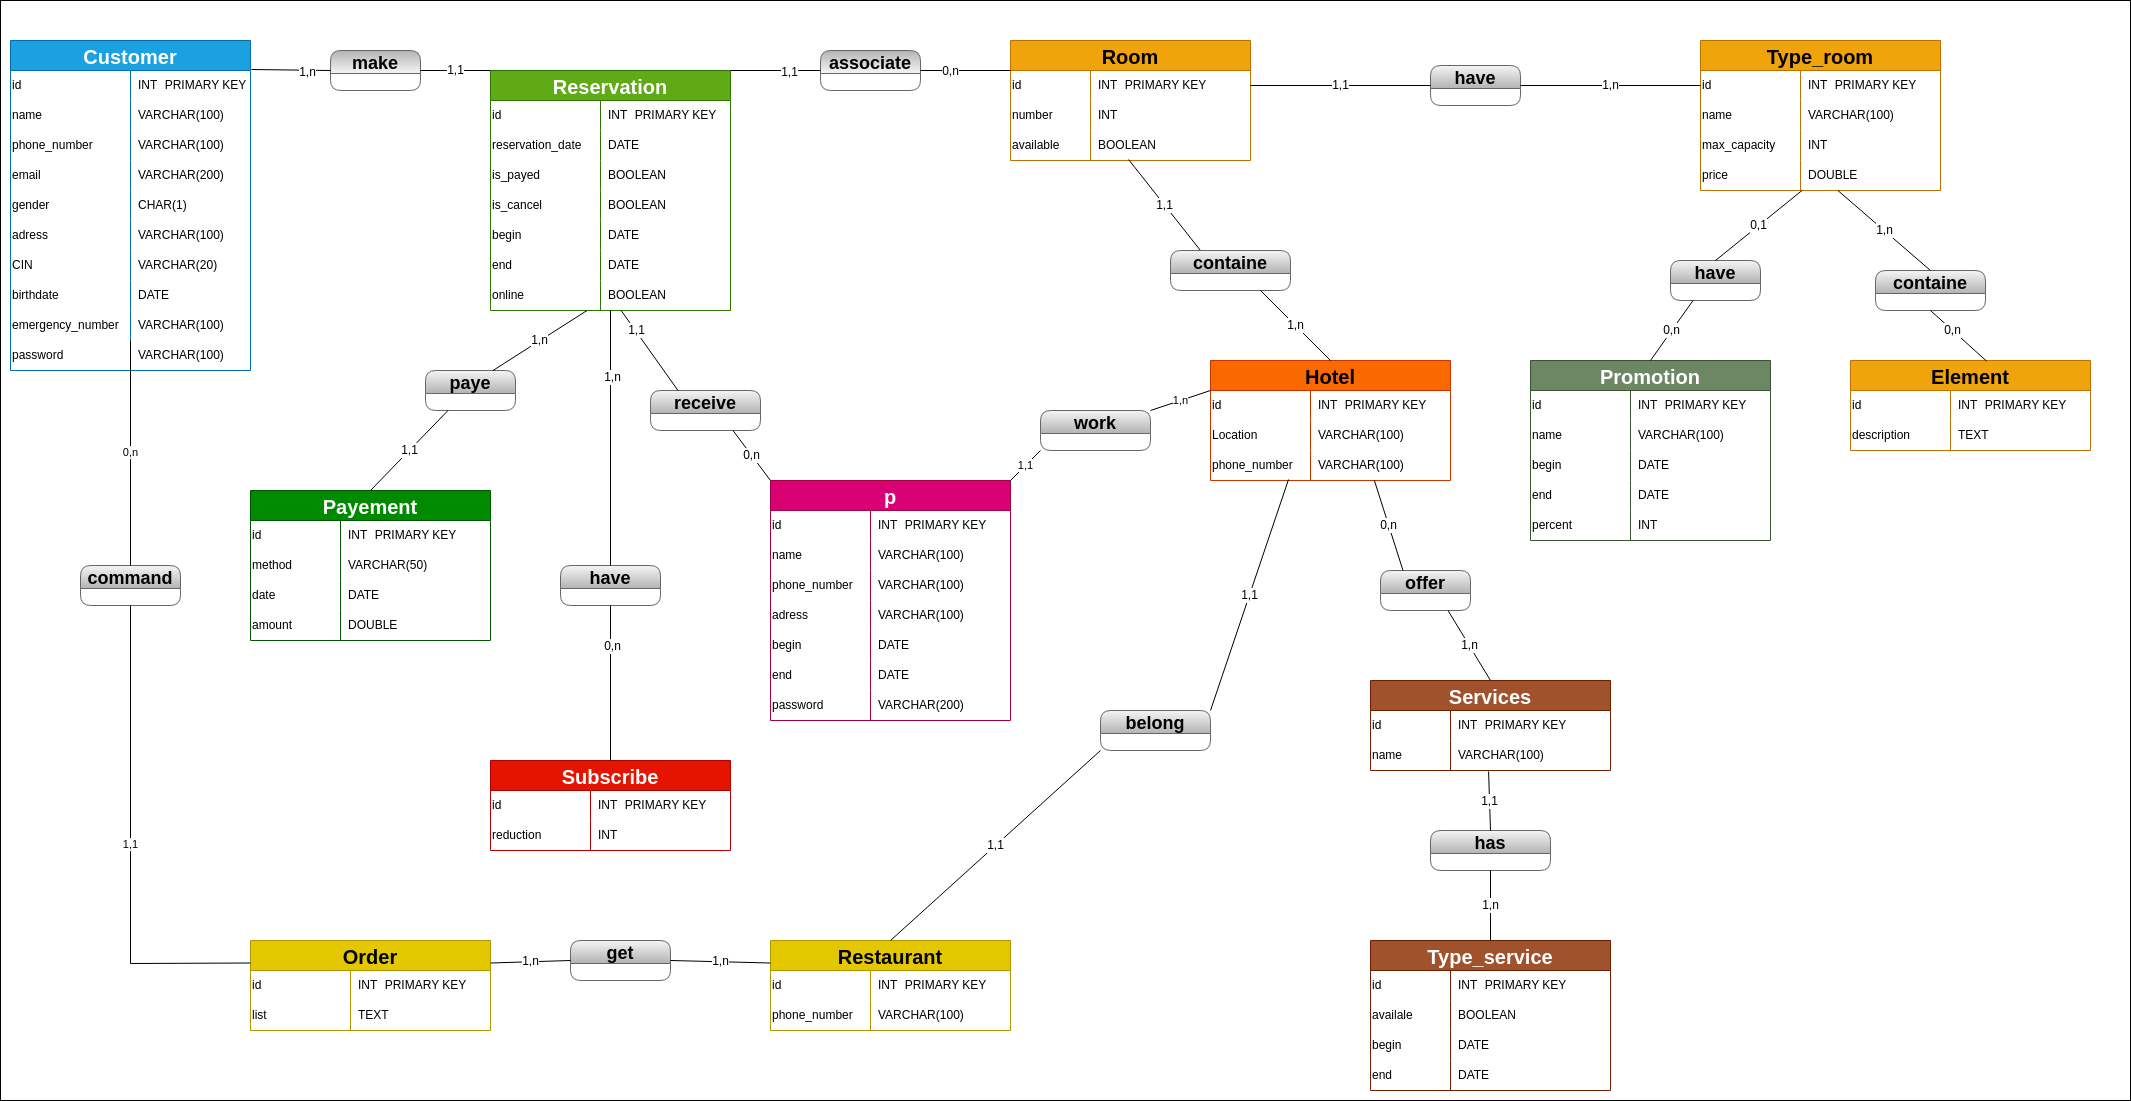 Customer
id INT PRIMARY KEY
name VARCHAR(100)
phone_number VARCHAR(100)
email VARCHAR(200)
gender CHAR(1)
adress VARCHAR(100)
CIN VARCHAR(20)
birthdate DATE
emergency_number VARCHAR(100)
password VARCHAR(100)
1,n
make
1,1
Reservation
id INT PRIMARY KEY
reservation_date DATE
is_payed BOOLEAN
is_cancel BOOLEAN
begin DATE
end DATE
online BOOLEAN
1,1
associate
0,n
Room
id INT PRIMARY KEY
number INT
available BOOLEAN
1,1
have
1,n
Type_room
id INT PRIMARY KEY
name VARCHAR(100)
max_capacity INT
price DOUBLE
1,1
containe
1,n
0,1
have
0,n
1,n
containe
0,n
Hotel
id INT PRIMARY KEY
Location VARCHAR(100)
phone_number VARCHAR(100)
Promotion
id INT PRIMARY KEY
name VARCHAR(100)
begin DATE
end DATE
percent INT
Element
id INT PRIMARY KEY
description TEXT
1,n
paye
1,1
Payement
id INT PRIMARY KEY
method VARCHAR(50)
date DATE
amount DOUBLE
1,n
have
0,n
Subscribe
id INT PRIMARY KEY
reduction INT
1,1
receive
0,n
p
id INT PRIMARY KEY
name VARCHAR(100)
phone_number VARCHAR(100)
adress VARCHAR(100)
begin DATE
end DATE
password VARCHAR(200)
1,n
work
1,1
0,n
command
1,1
1,1
belong
1,1
0,n
offer
1,n
Services
id INT PRIMARY KEY
name VARCHAR(100)
1,1
has
1,n
Type_service
id INT PRIMARY KEY
availale BOOLEAN
begin DATE
end DATE
Order
id INT PRIMARY KEY
list TEXT
1,n
get
1,n
Restaurant
id INT PRIMARY KEY
phone_number VARCHAR(100)